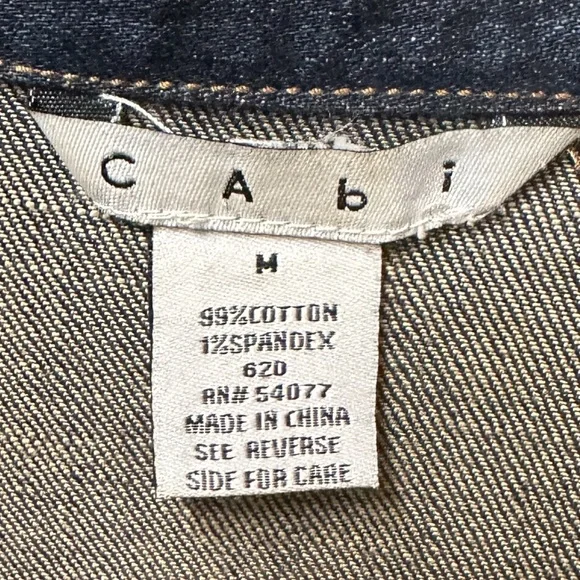 CAbi
M
99%COTTON
1%SPANDEX
620
RN# 54077
MADE IN CHINA
SEE REVERSE
SIDE FOR CARE